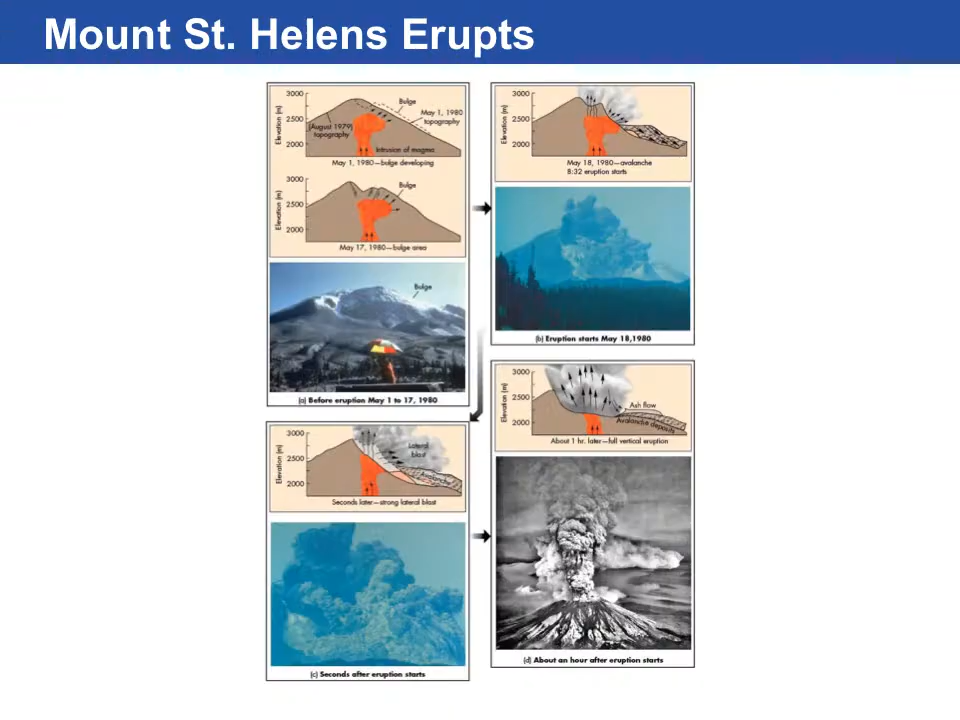 Mount St. Helens Erupts
3000
2500
2000
Elevation (m)
Bulge
May 1, 1980
topography
(August 1979)
topography
Intrusion of magma
May 1, 1980—bulge developing
3000
2500
2000
Elevation (m)
Bulge
May 17, 1980—bulge area
Bulge
(a) Before eruption May 1 to 17, 1980
3000
2500
2000
Elevation (m)
May 18, 1980—avalanche
8:32 eruption starts
(b) Eruption starts May 18,1980
3000
2500
2000
Elevation (m)
Lateral
blast
Avalanche
Seconds later—strong lateral blast
(c) Seconds after eruption starts
3000
2500
2000
Elevation (m)
Ash flow
Avalanche deposits
About 1 hr. later—full vertical eruption
(d) About an hour after eruption starts